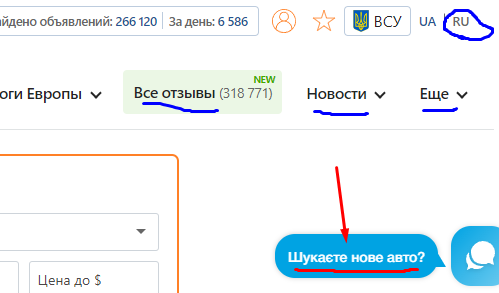 айдено объявлений: 266 120 | За день: 6 586
ВСУ
UA
RU
NEW
оги Европы
Все отзывы (318 771)
Новости
Еще
Шукаєте нове авто?
Цена до $